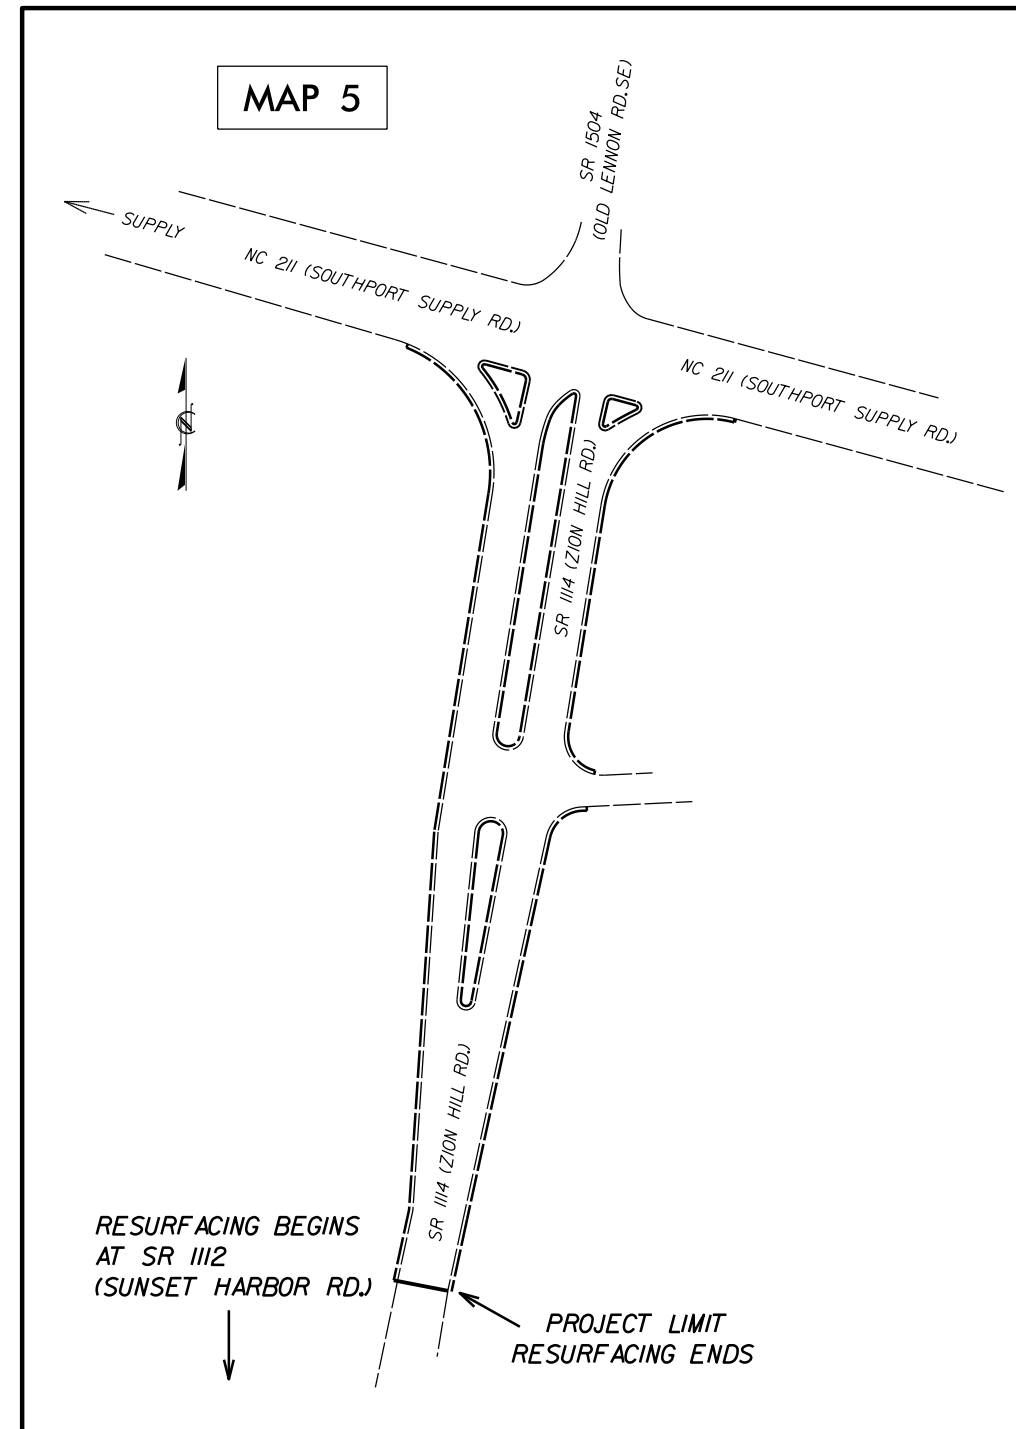 MAP 5
SR 1504
(OLD LENNON RD. SE)
SUPPLY
NC 211 (SOUTHPORT SUPPLY RD.)
NC 211 (SOUTHPORT SUPPLY RD.)
N
SR 1114 (ZION HILL RD.)
SR 1114 (ZION HILL RD.)
RESURFACING BEGINS
AT SR 1112
(SUNSET HARBOR RD.)
PROJECT LIMIT
RESURFACING ENDS